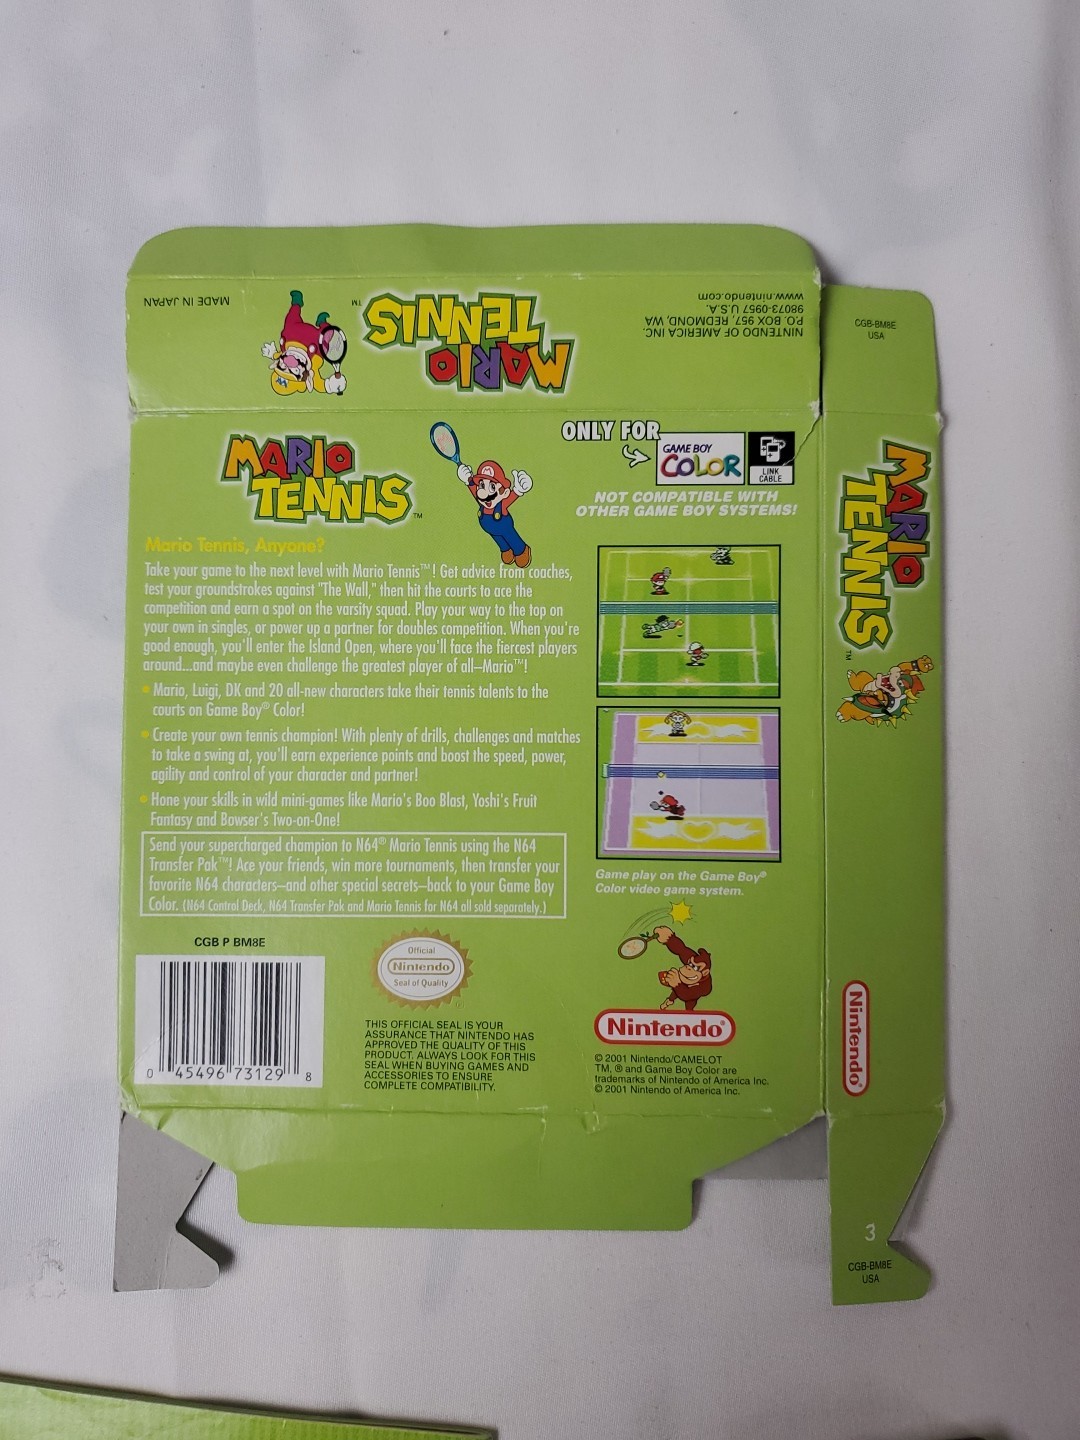 MADE IN JAPAN
MARIO
TENNIS™
NINTENDO OF AMERICA INC.
P.O. BOX 957, REDMOND, WA
98073-0957 U.S.A.
www.nintendo.com
CGB-BM8E
USA
MARIO
TENNIS™
ONLY FOR
GAME BOY
COLOR
LINK
CABLE
NOT COMPATIBLE WITH
OTHER GAME BOY SYSTEMS!
Mario Tennis, Anyone?
Take your game to the next level with Mario Tennis™! Get advice from coaches,
test your groundstrokes against "The Wall," then hit the courts to ace the
competition and earn a spot on the varsity squad. Play your way to the top on
your own in singles, or power up a partner for doubles competition. When you're
good enough, you'll enter the Island Open, where you'll face the fiercest players
around...and maybe even challenge the greatest player of all–Mario™!
• Mario, Luigi, DK and 20 all-new characters take their tennis talents to the
courts on Game Boy® Color!
• Create your own tennis champion! With plenty of drills, challenges and matches
to take a swing at, you'll earn experience points and boost the speed, power,
agility and control of your character and partner!
• Hone your skills in wild mini-games like Mario's Boo Blast, Yoshi's Fruit
Fantasy and Bowser's Two-on-One!
Send your supercharged champion to N64® Mario Tennis using the N64
Transfer Pak™! Ace your friends, win more tournaments, then transfer your
favorite N64 characters–and other special secrets–back to your Game Boy
Color. (N64 Control Deck, N64 Transfer Pak and Mario Tennis for N64 all sold separately.)
Game play on the Game Boy®
Color video game system.
CGB P BM8E
0 45496 73129 8
Official
Nintendo
Seal of Quality
THIS OFFICIAL SEAL IS YOUR
ASSURANCE THAT NINTENDO HAS
APPROVED THE QUALITY OF THIS
PRODUCT. ALWAYS LOOK FOR THIS
SEAL WHEN BUYING GAMES AND
ACCESSORIES TO ENSURE
COMPLETE COMPATIBILITY.
Nintendo®
© 2001 Nintendo/CAMELOT
TM, ® and Game Boy Color are
trademarks of Nintendo of America Inc.
© 2001 Nintendo of America Inc.
MARIO
TENNIS™
Nintendo®
3
CGB-BM8E
USA